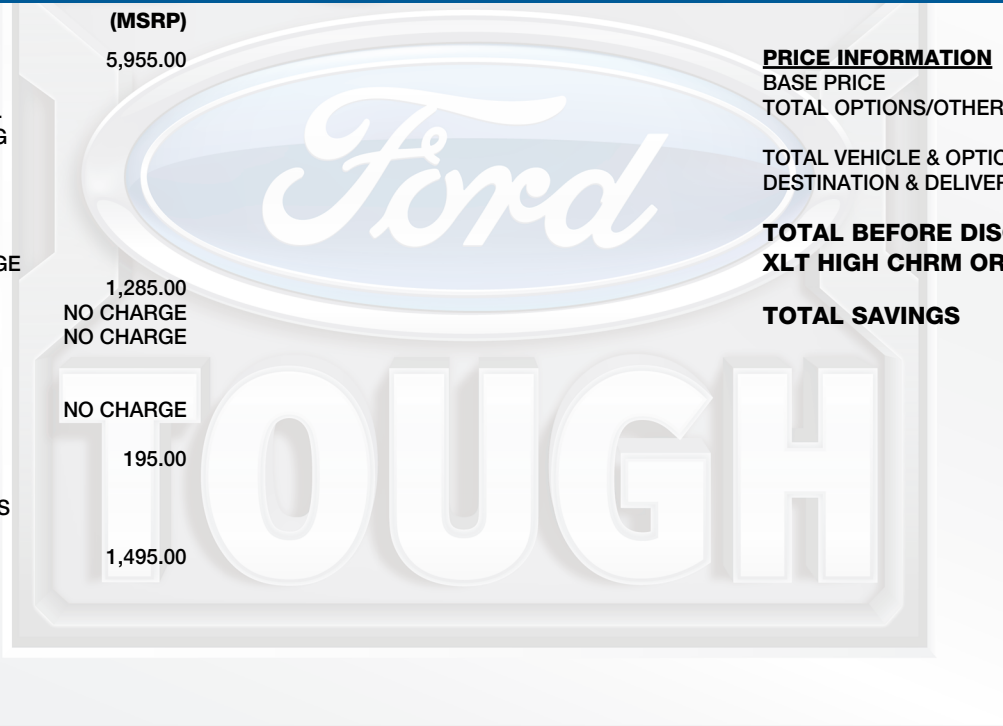 (MSRP)
5,955.00
G
GE
1,285.00
NO CHARGE
NO CHARGE
NO CHARGE
195.00
S
1,495.00
PRICE INFORMATION
BASE PRICE
TOTAL OPTIONS/OTHER
TOTAL VEHICLE & OPTIO
DESTINATION & DELIVER
TOTAL BEFORE DIS
XLT HIGH CHRM OR
TOTAL SAVINGS
Ford
TOUGH